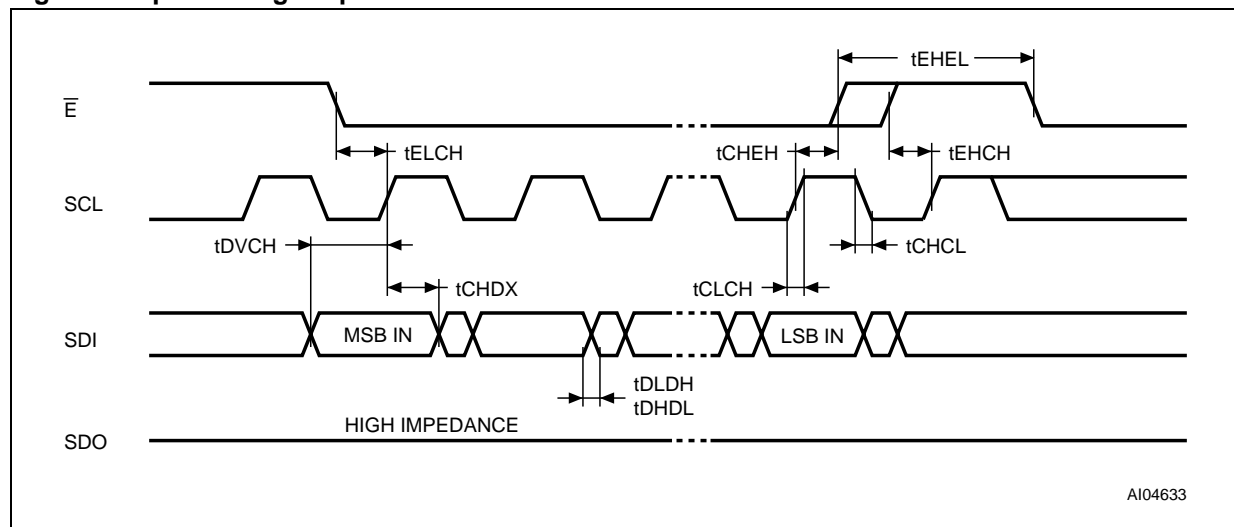 tEHEL
E̅
tELCH
tCHEH
tEHCH
SCL
tDVCH
tCHCL
tCHDX
tCLCH
SDI
MSB IN
LSB IN
tDLDH
tDHDL
HIGH IMPEDANCE
SDO
AI04633